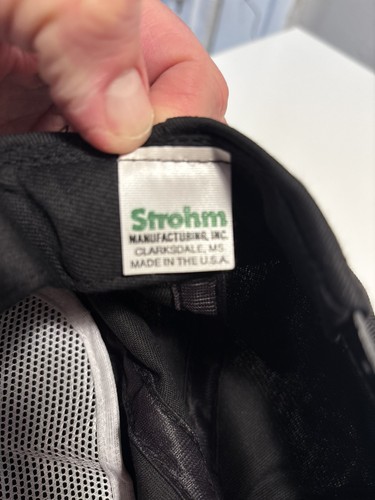 Strohm
MANUFACTURING, INC.
CLARKSDALE, MS
MADE IN THE U.S.A.